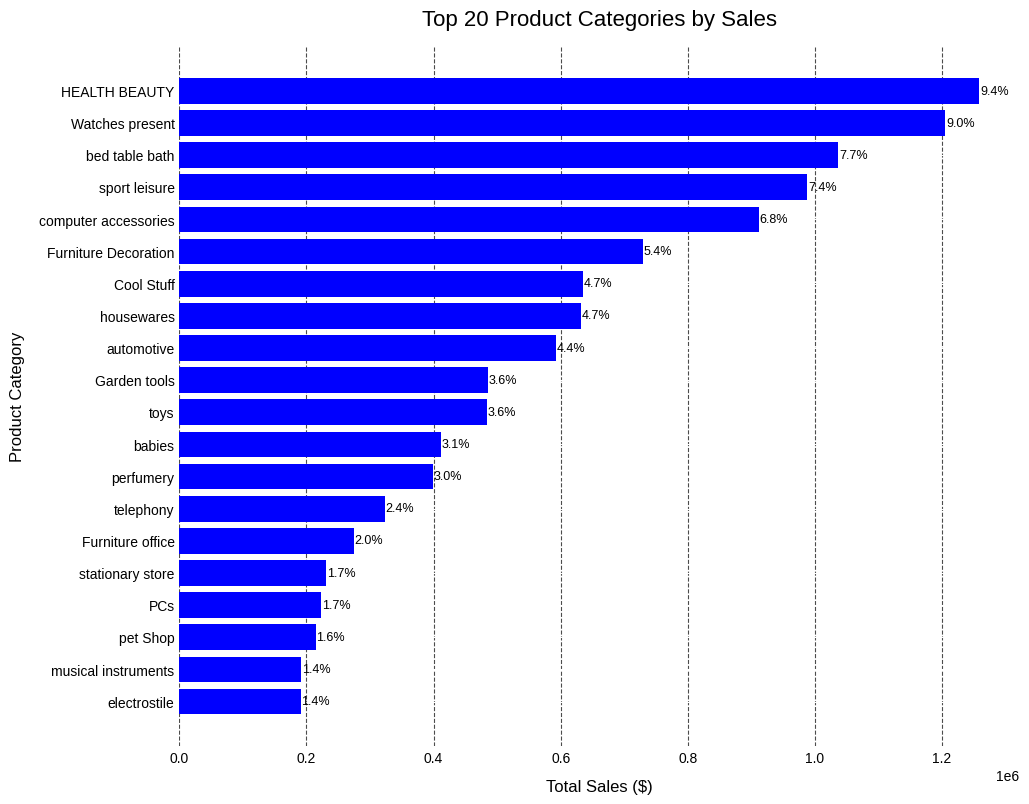 Top 20 Product Categories by Sales
HEALTH BEAUTY 9.4%
Watches present 9.0%
bed table bath 7.7%
sport leisure 7.4%
computer accessories 6.8%
Furniture Decoration 5.4%
Cool Stuff 4.7%
housewares 4.7%
automotive 4.4%
Garden tools 3.6%
toys 3.6%
babies 3.1%
perfumery 3.0%
telephony 2.4%
Furniture office 2.0%
stationary store 1.7%
PCs 1.7%
pet Shop 1.6%
musical instruments 1.4%
electrostile 1.4%
Product Category
0.0 0.2 0.4 0.6 0.8 1.0 1.2
1e6
Total Sales ($)